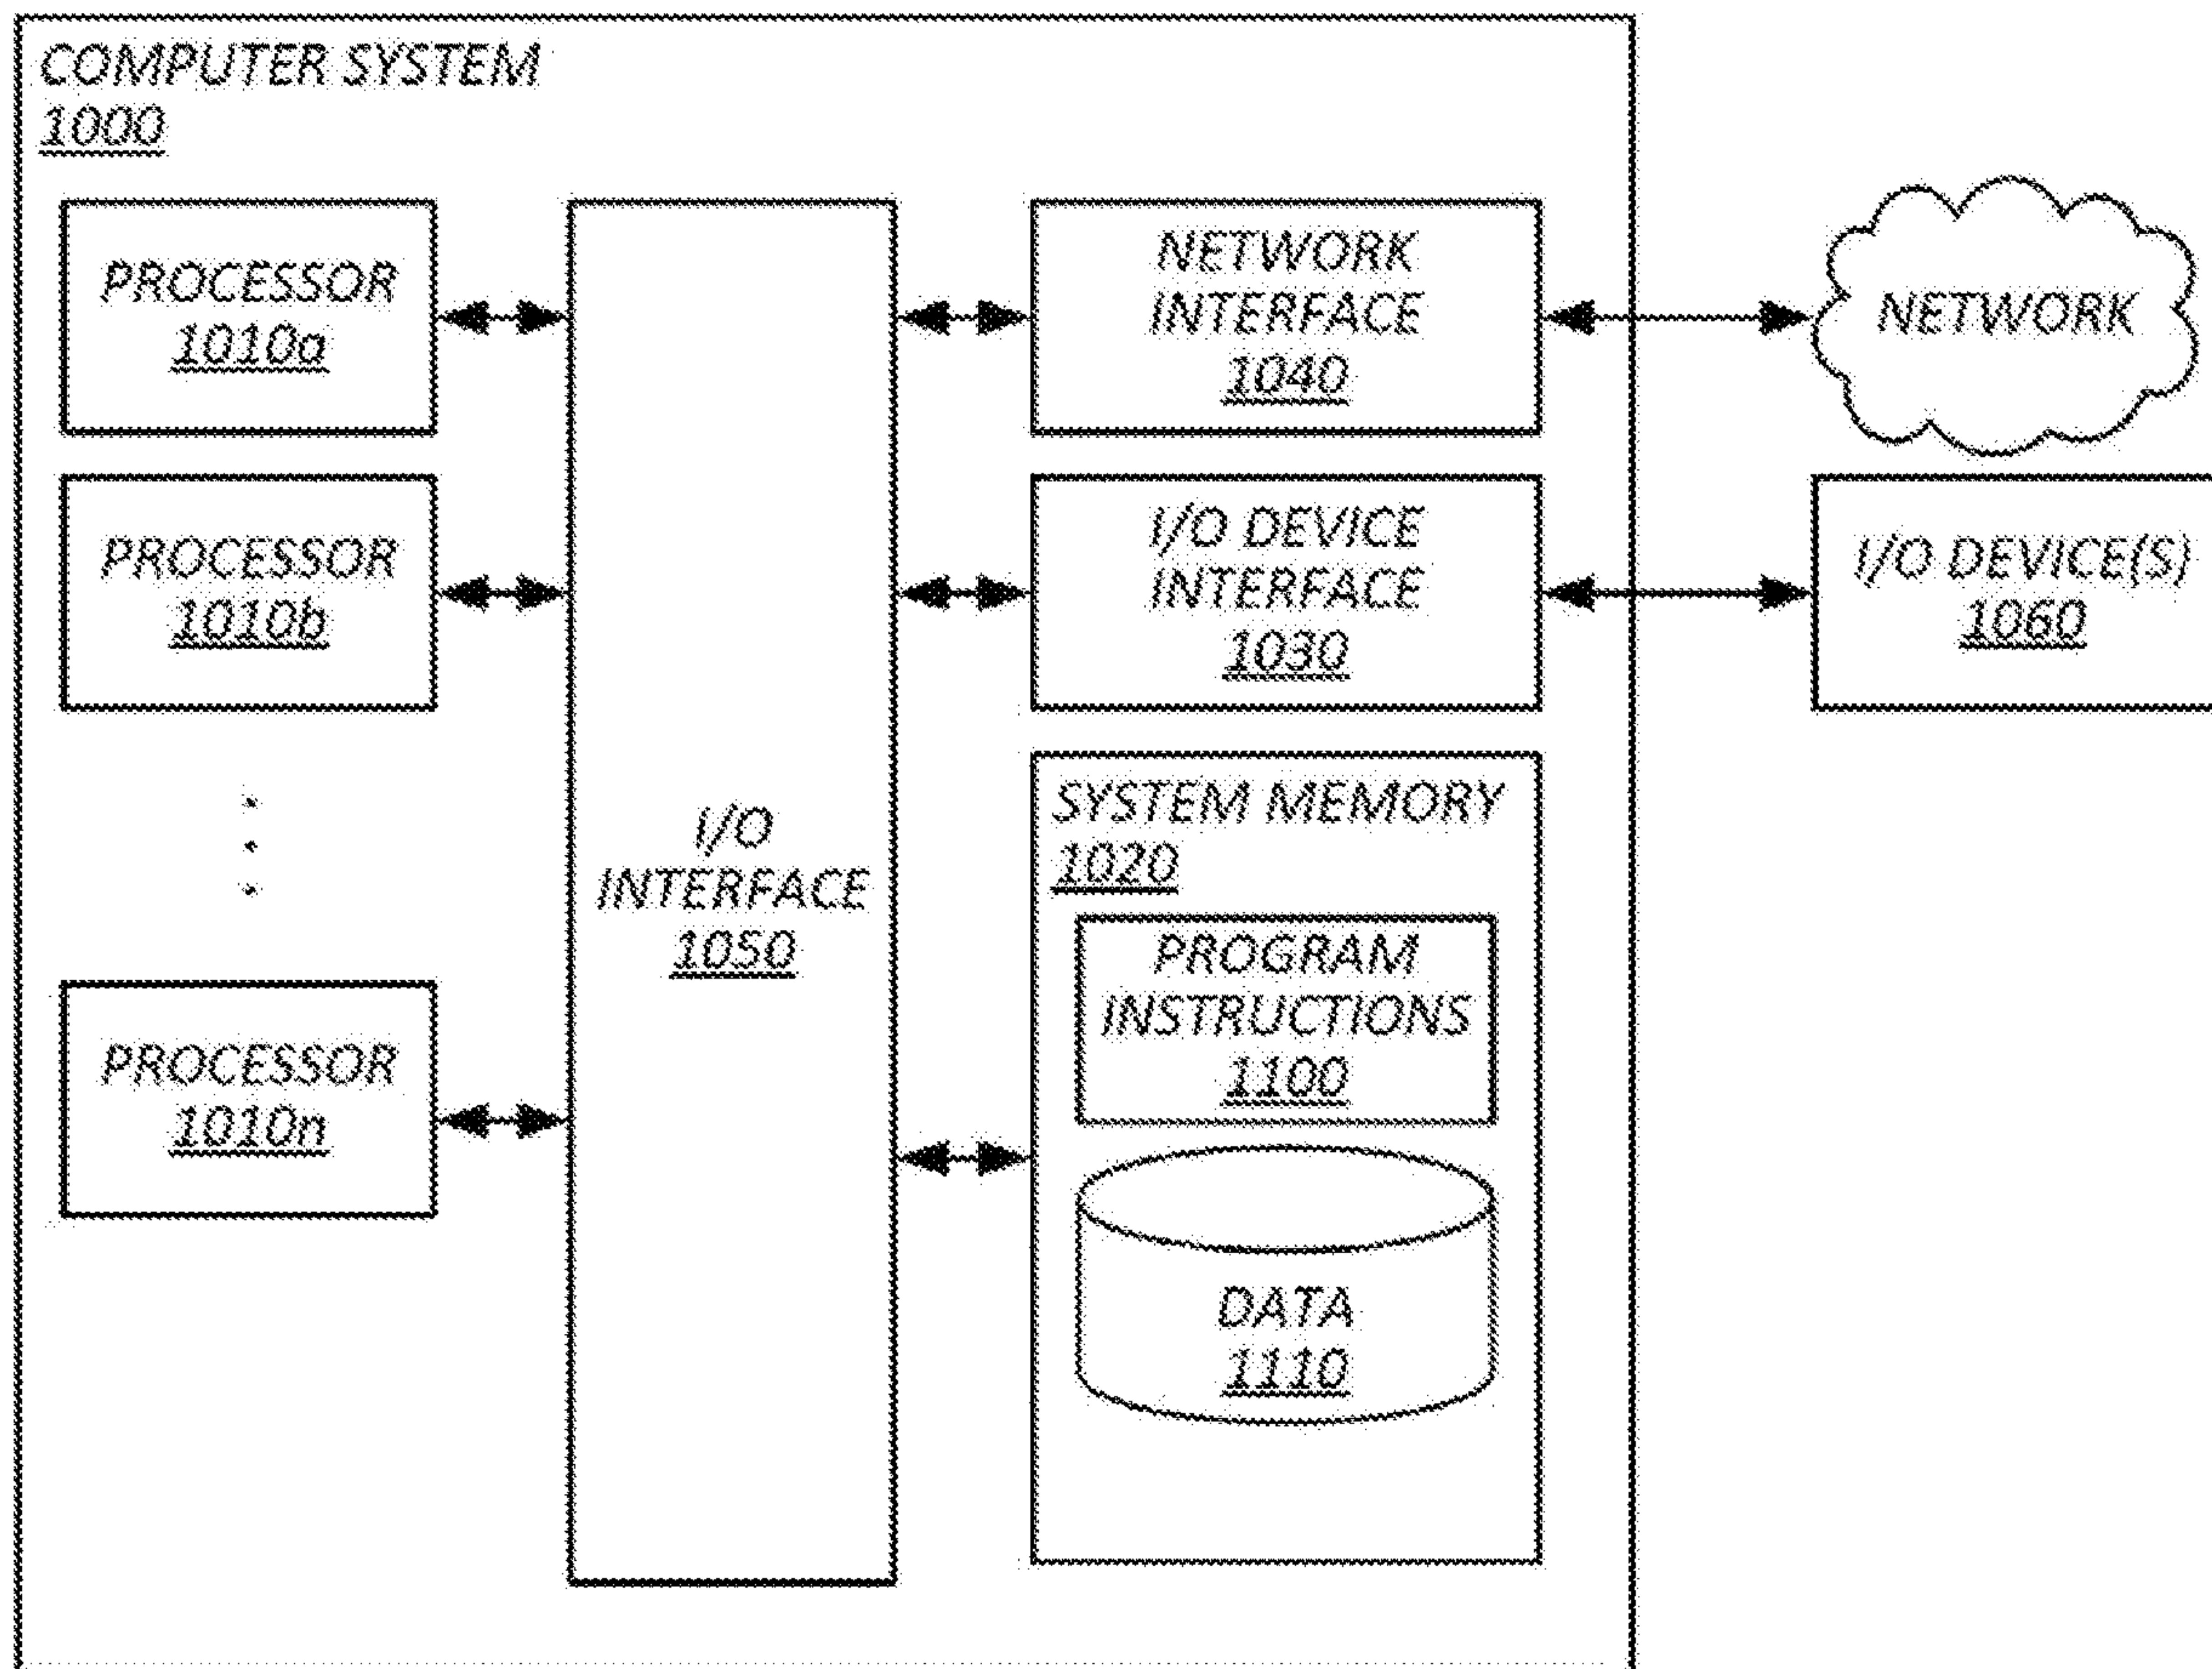 COMPUTER SYSTEM
1000
PROCESSOR
1010a
PROCESSOR
1010b
PROCESSOR
1010n
I/O
INTERFACE
1050
NETWORK
INTERFACE
1040
I/O DEVICE
INTERFACE
1030
SYSTEM MEMORY
1020
PROGRAM
INSTRUCTIONS
1100
DATA
1110
NETWORK
I/O DEVICE(S)
1060